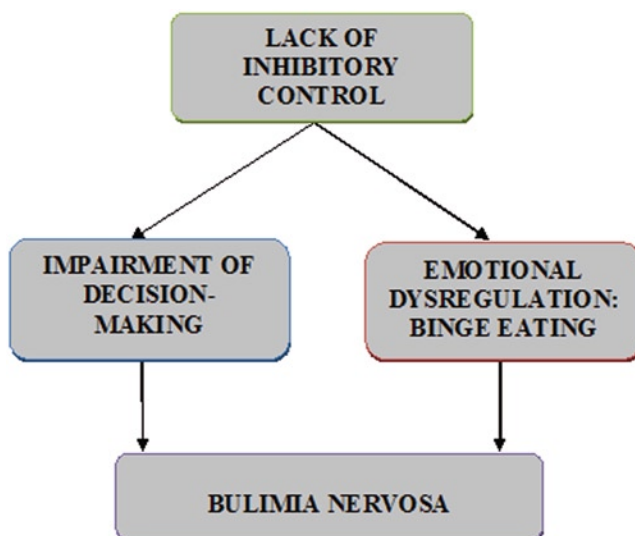 LACK OF
INHIBITORY
CONTROL
IMPAIRMENT OF
DECISION-
MAKING
EMOTIONAL
DYSREGULATION:
BINGE EATING
BULIMIA NERVOSA